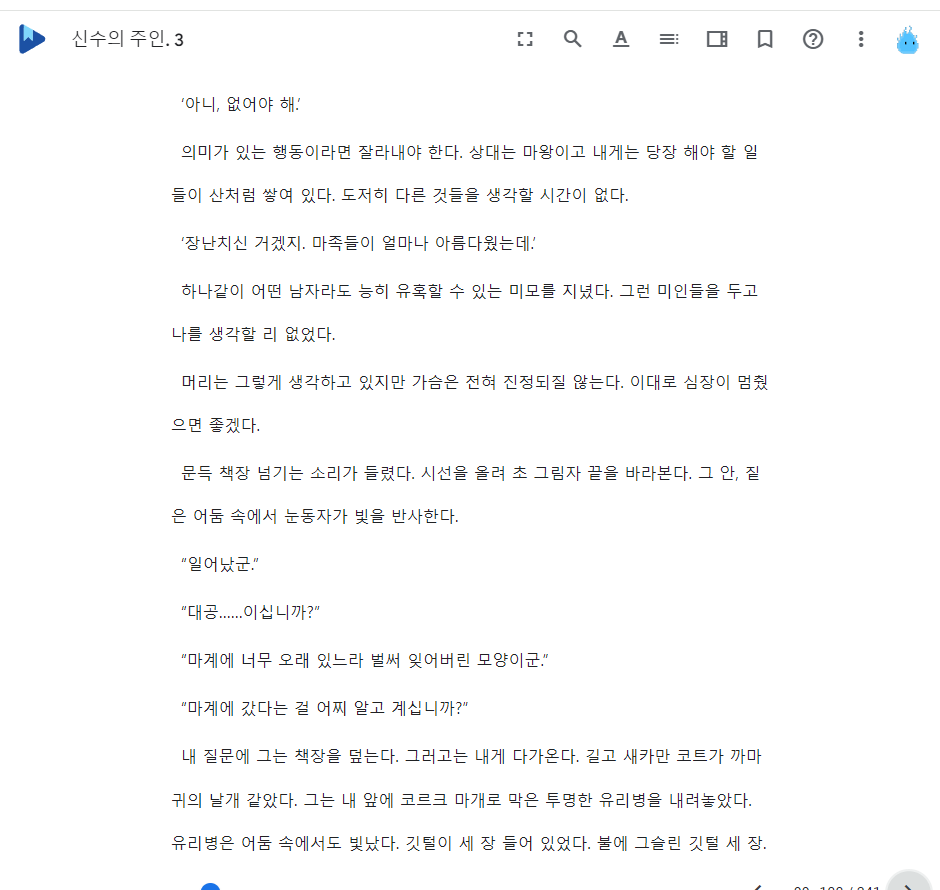 신수의 주인. 3
‘아니, 없어야 해.’
의미가 있는 행동이라면 잘라내야 한다. 상대는 마왕이고 내게는 당장 해야 할 일
들이 산처럼 쌓여 있다. 도저히 다른 것들을 생각할 시간이 없다.
‘장난치신 거겠지. 마족들이 얼마나 아름다웠는데.’
하나같이 어떤 남자라도 능히 유혹할 수 있는 미모를 지녔다. 그런 미인들을 두고
나를 생각할 리 없었다.
머리는 그렇게 생각하고 있지만 가슴은 전혀 진정되질 않는다. 이대로 심장이 멈췄
으면 좋겠다.
문득 책장 넘기는 소리가 들렸다. 시선을 올려 초 그림자 끝을 바라본다. 그 안, 짙
은 어둠 속에서 눈동자가 빛을 반사한다.
“일어났군.”
“대공......이십니까?”
“마계에 너무 오래 있느라 벌써 잊어버린 모양이군.”
“마계에 갔다는 걸 어찌 알고 계십니까?”
내 질문에 그는 책장을 덮는다. 그러고는 내게 다가온다. 길고 새카만 코트가 까마
귀의 날개 같았다. 그는 내 앞에 코르크 마개로 막은 투명한 유리병을 내려놓았다.
유리병은 어둠 속에서도 빛났다. 깃털이 세 장 들어 있었다. 불에 그슬린 깃털 세 장.